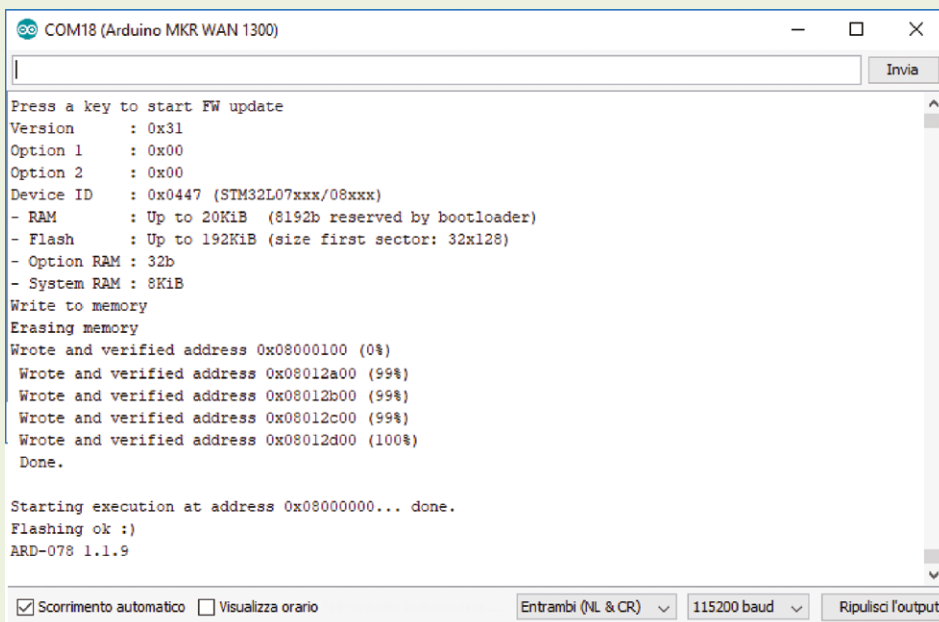 COM18 (Arduino MKR WAN 1300)
Invia
Press a key to start FW update
Version : 0x31
Option 1 : 0x00
Option 2 : 0x00
Device ID : 0x0447 (STM32L07xxx/08xxx)
- RAM : Up to 20KiB (8192b reserved by bootloader)
- Flash : Up to 192KiB (size first sector: 32x128)
- Option RAM : 32b
- System RAM : 8KiB
Write to memory
Erasing memory
Wrote and verified address 0x08000100 (0%)
Wrote and verified address 0x08012a00 (99%)
Wrote and verified address 0x08012b00 (99%)
Wrote and verified address 0x08012c00 (99%)
Wrote and verified address 0x08012d00 (100%)
Done.
Starting execution at address 0x08000000... done.
Flashing ok :)
ARD-078 1.1.9
Scorrimento automatico Visualizza orario Entrambi (NL & CR) 115200 baud Ripulisci l'output